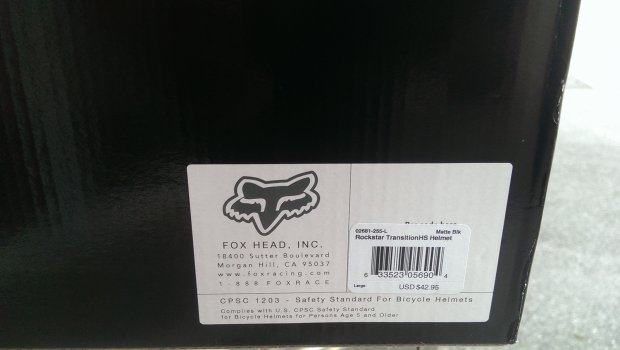 FOX HEAD, INC.
18400 Sutter Boulevard
Morgan Hill, CA 95037
www.foxracing.com
1-888 FOXRACE
02681-255-L Matte Blk
Rockstar TransitionHS Helmet
6 33523 05690 4
Large USD $42.95
CPSC 1203 - Safety Standard For Bicycle Helmets
Complies with U.S. CPSC Safety Standard
for Bicycle Helmets for Persons Age 5 and Older